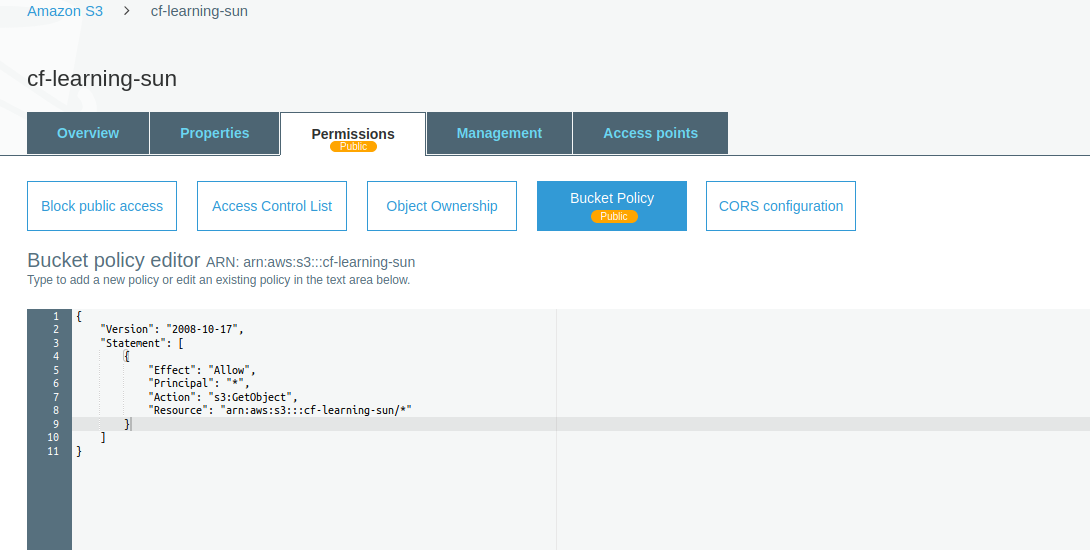 Amazon S3 > cf-learning-sun
cf-learning-sun
Overview Properties Permissions Management Access points
Public
Block public access Access Control List Object Ownership Bucket Policy CORS configuration
Public
Bucket policy editor ARN: arn:aws:s3:::cf-learning-sun
Type to add a new policy or edit an existing policy in the text area below.
1 {
2 "Version": "2008-10-17",
3 "Statement": [
4 {
5 "Effect": "Allow",
6 "Principal": "*",
7 "Action": "s3:GetObject",
8 "Resource": "arn:aws:s3:::cf-learning-sun/*"
9 }
10 ]
11 }